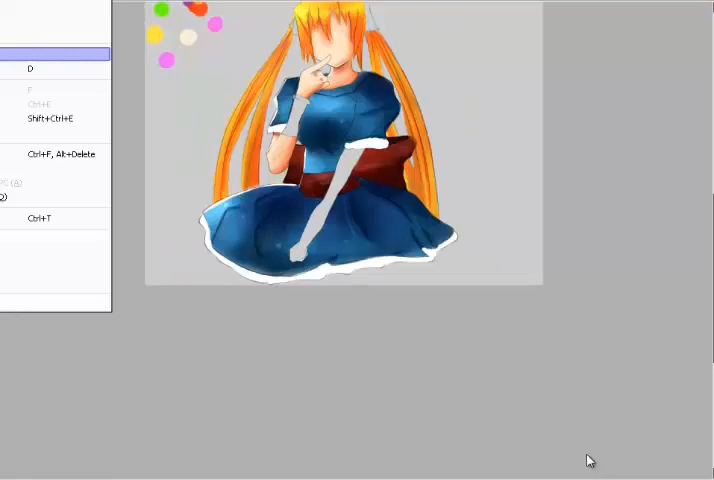 D
F
Ctrl+E
Shift+Ctrl+E
Ctrl+F, Alt+Delete
(A)
Q)
Ctrl+T